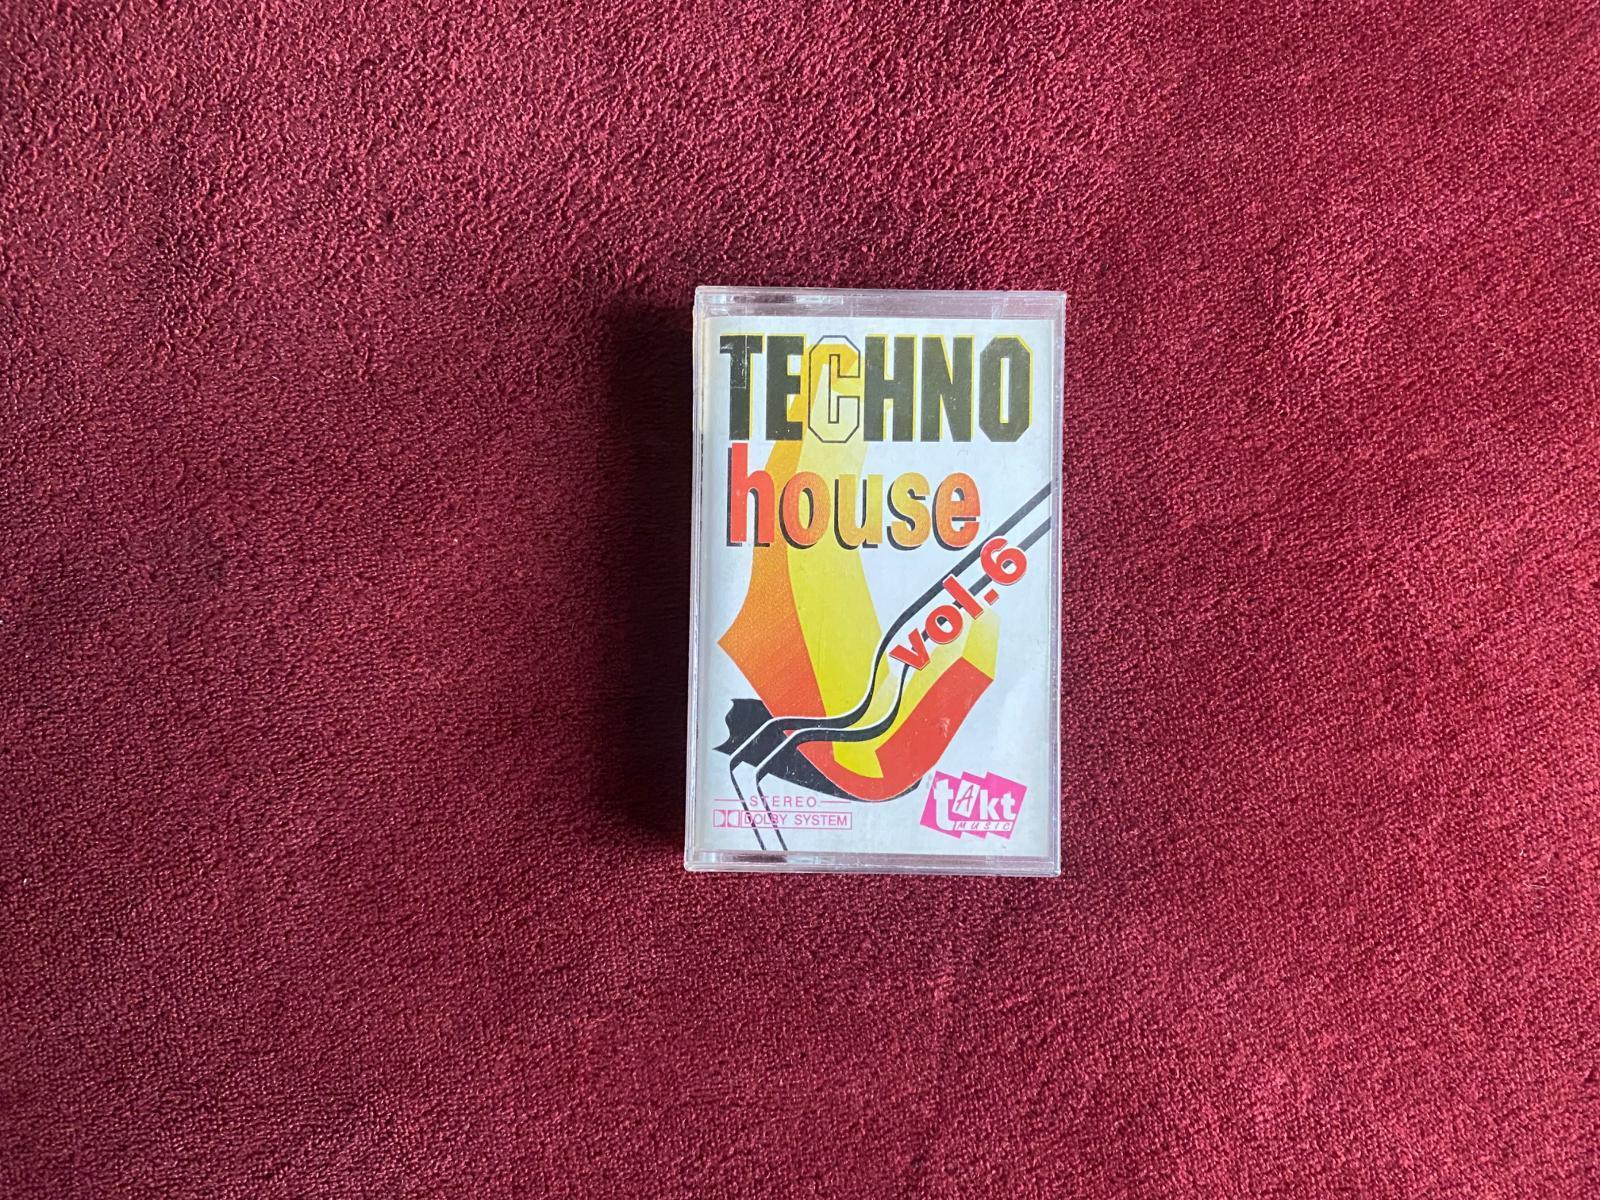 TECHNO
house
vol.6
STEREO
DOLBY SYSTEM
takt
MUSIC